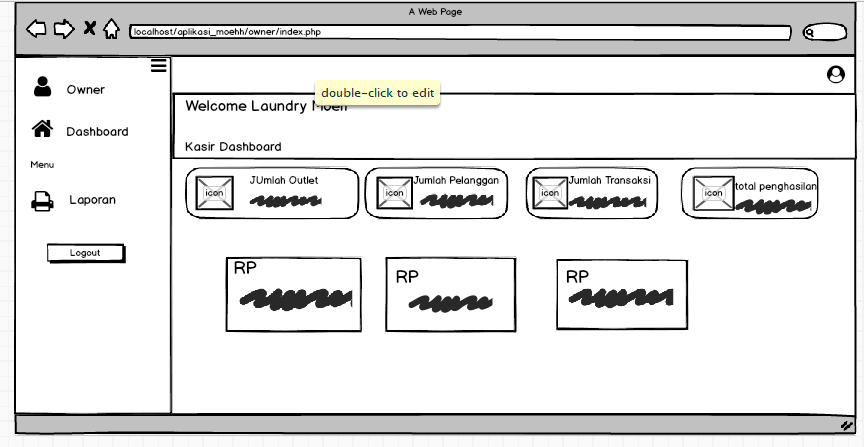 A Web Page
localhost/aplikasi_moehh/owner/index.php
Owner
Dashboard
Menu
Laporan
Logout
double-click to edit
Welcome Laundry Moeh
Kasir Dashboard
icon
JUmlah Outlet
icon
Jumlah Pelanggan
icon
Jumlah Transaksi
icon
total penghasilan
RP
RP
RP